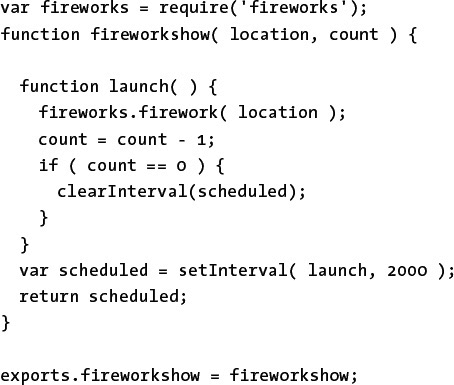 var fireworks = require('fireworks');
function fireworkshow( location, count ) {
  function launch( ) {
    fireworks.firework( location );
    count = count - 1;
    if ( count == 0 ) {
      clearInterval(scheduled);
    }
  }
  var scheduled = setInterval( launch, 2000 );
  return scheduled;
}
exports.fireworkshow = fireworkshow;